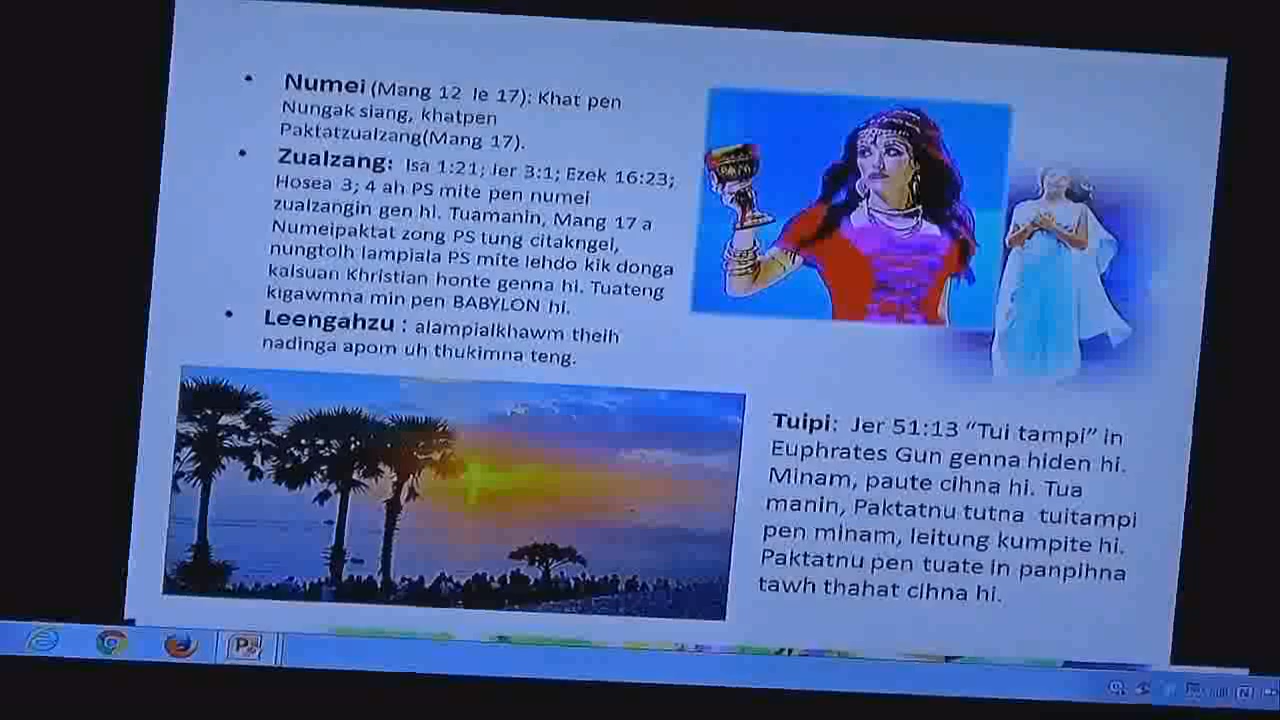 • Numei (Mang 12 le 17): Khat pen
Nungak siang, khatpen
Paktatzualzang(Mang 17).
• Zualzang: Isa 1:21; Jer 3:1; Ezek 16:23;
Hosea 3; 4 ah PS mite pen numei
zualzangin gen hi. Tuamanin, Mang 17 a
Numeipaktat zong PS tung citakngel,
nungtolh lampiala PS mite lehdo kik donga
kalsuan Khristian honte genna hi. Tuateng
kigawmna min pen BABYLON hi.
• Leengahzu : alampialkhawm theih
nadinga apom uh thukimna teng.
Tuipi: Jer 51:13 “Tui tampi” in
Euphrates Gun genna hiden hi.
Minam, paute cihna hi. Tua
manin, Paktatnu tutna tuitampi
pen minam, leitung kumpite hi.
Paktatnu pen tuate in panpihna
tawh thahat cihna hi.